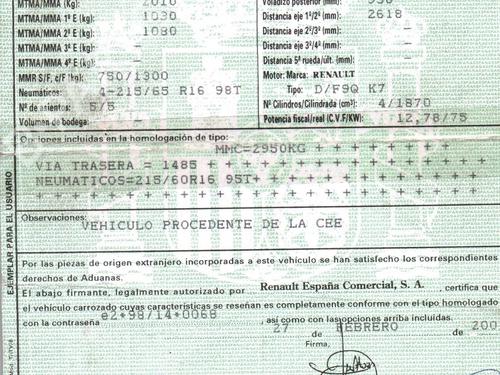 MTMA/MMA (Kg): 2010
MTMA/MMA 1º E (kg): 1030
MTMA/MMA 2º E (kg): 1080
MTMA/MMA 3º E (kg): —
MTMA/MMA 4º E (kg): —
MMR S/F, c/F (kg): 750/1300
Neumáticos: 4-215/65 R16 98T
Nº de asientos: 5/5
Volumen de bodega: —
Voladizo posterior (mm): 950
Distancia eje 1º/2º (mm): 2618
Distancia eje 2º/3º (mm): —
Distancia eje 3º/4º (mm): —
Distancia 5ª rueda/últ. (mm): —
Motor: Marca: RENAULT
Tipo: D/F9Q K7
Nº Cilindros/Cilindrada (cm³): 4/1870
Potencia fiscal/real (C.V.F/KW): 12,78/75
Opciones incluidas en la homologación de tipo:
MMC=2950KG + + + + + + + +
VIA TRASERA = 1485 + + + + + + + + + + + +
NEUMATICOS=215/60R16 95T+ + + + + + + + + +
+ + + + + + + + + + + + + + + + + + + + + +
Observaciones:
VEHICULO PROCEDENTE DE LA CEE
Por las piezas de origen extranjero incorporadas a este vehículo se han satisfecho los correspondientes
derechos de Aduanas.
El abajo firmante, legalmente autorizado por Renault España Comercial, S. A. , certifica que
el vehículo carrozado cuyas características se reseñan es completamente conforme con el tipo homologado
con la contraseña e2*98/14*0068 , así como con las opciones arriba incluidas.
27 de FEBRERO de 200
Firma,
EJEMPLAR PARA EL USUARIO